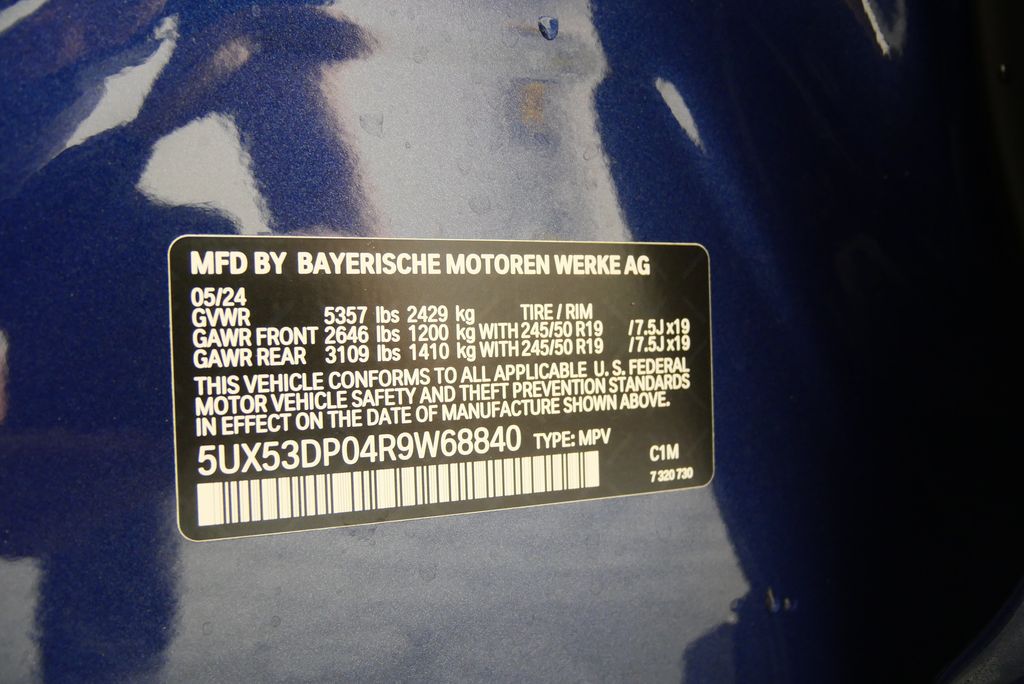 MFD BY BAYERISCHE MOTOREN WERKE AG
05/24
GVWR 5357 lbs 2429 kg TIRE / RIM
GAWR FRONT 2646 lbs 1200 kg WITH 245/50 R19 /7.5J x19
GAWR REAR 3109 lbs 1410 kg WITH 245/50 R19 /7.5J x19
THIS VEHICLE CONFORMS TO ALL APPLICABLE U. S. FEDERAL
MOTOR VEHICLE SAFETY AND THEFT PREVENTION STANDARDS
IN EFFECT ON THE DATE OF MANUFACTURE SHOWN ABOVE.
5UX53DP04R9W68840 TYPE: MPV
C1M
7 320 730